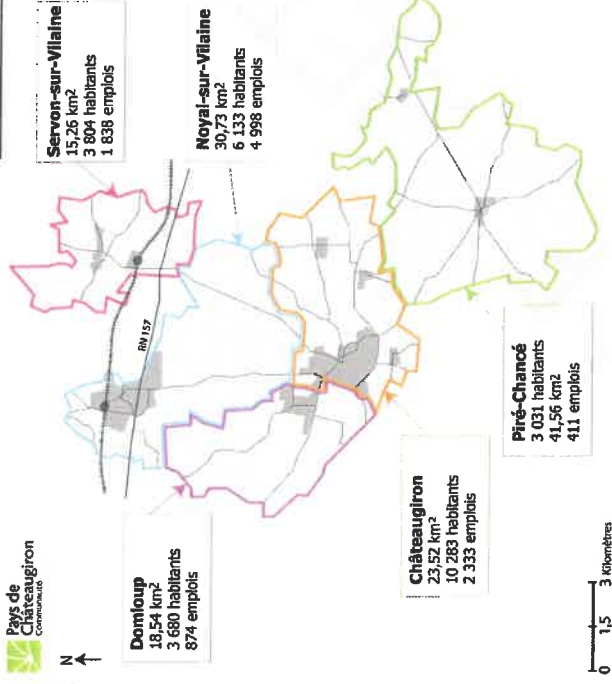 Pays de
Châteaugiron
Communauté
N
Servon-sur-Vilaine
15,26 km²
3 804 habitants
1 838 emplois
Noyal-sur-Vilaine
30,73 km²
6 133 habitants
4 998 emplois
RN 157
Domloup
18,54 km²
3 680 habitants
874 emplois
Châteaugiron
23,52 km²
10 283 habitants
2 333 emplois
Piré-Chancé
3 031 habitants
41,56 km²
411 emplois
0 1,5 3 Kilomètres